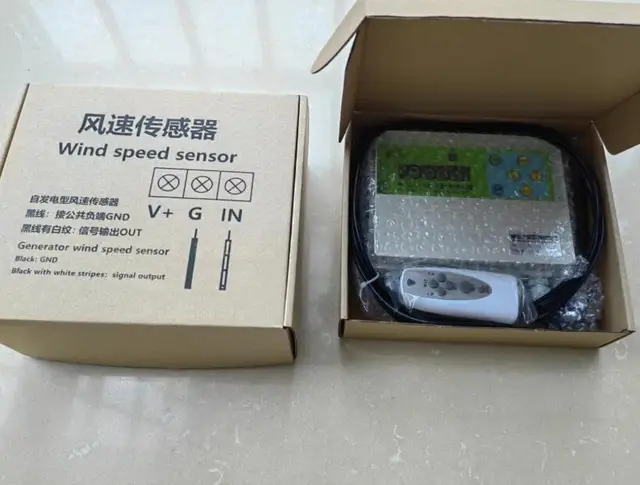 风速传感器
Wind speed sensor
V+ G IN
自发电型风速传感器
黑线: 接公共负端GND
黑线有白纹: 信号输出OUT
Generator wind speed sensor
Black: GND
Black with white stripes: signal output